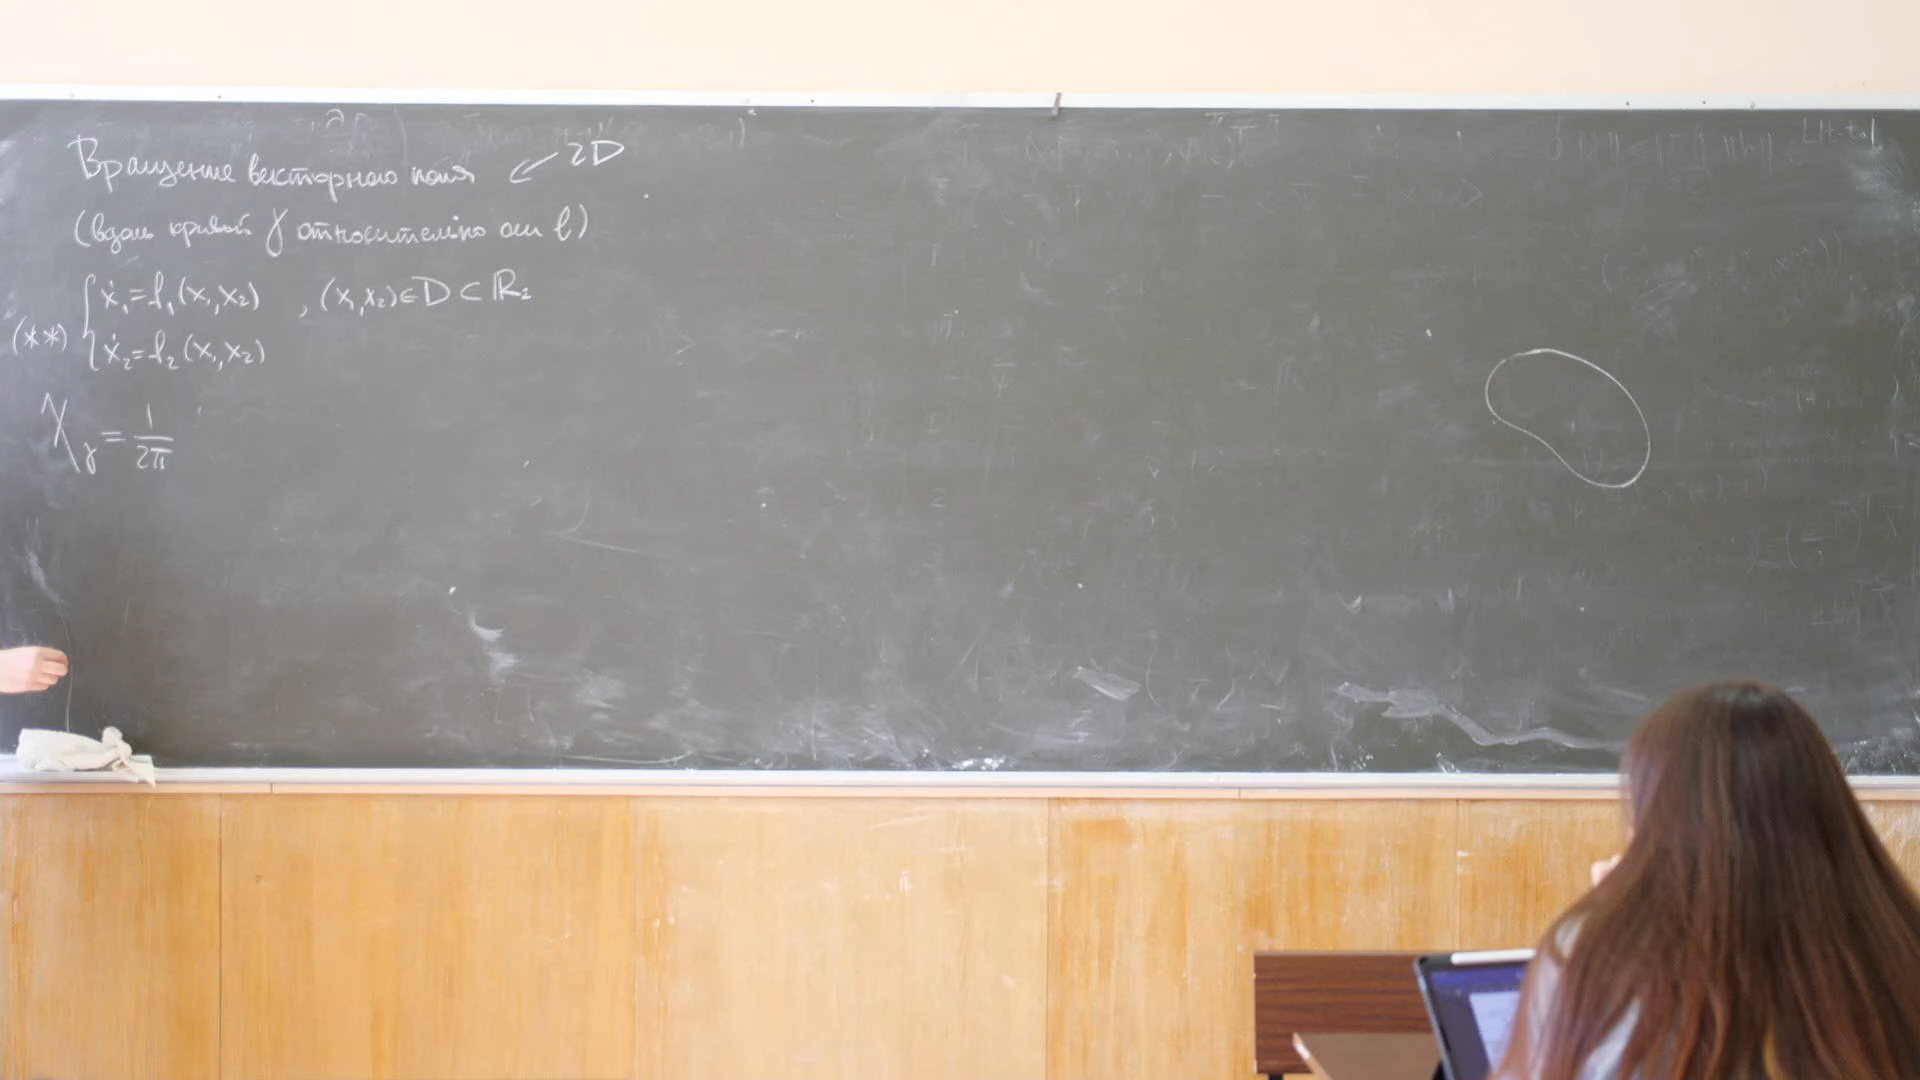 Вращение векторного поля ← 2D
(вдоль кривой γ относительно оси l)
(**) { ẋ₁=f₁(x₁,x₂) , (x₁,x₂)∈D⊂ℝ₂
ẋ₂=f₂(x₁,x₂)
χ_γ = 1/2π